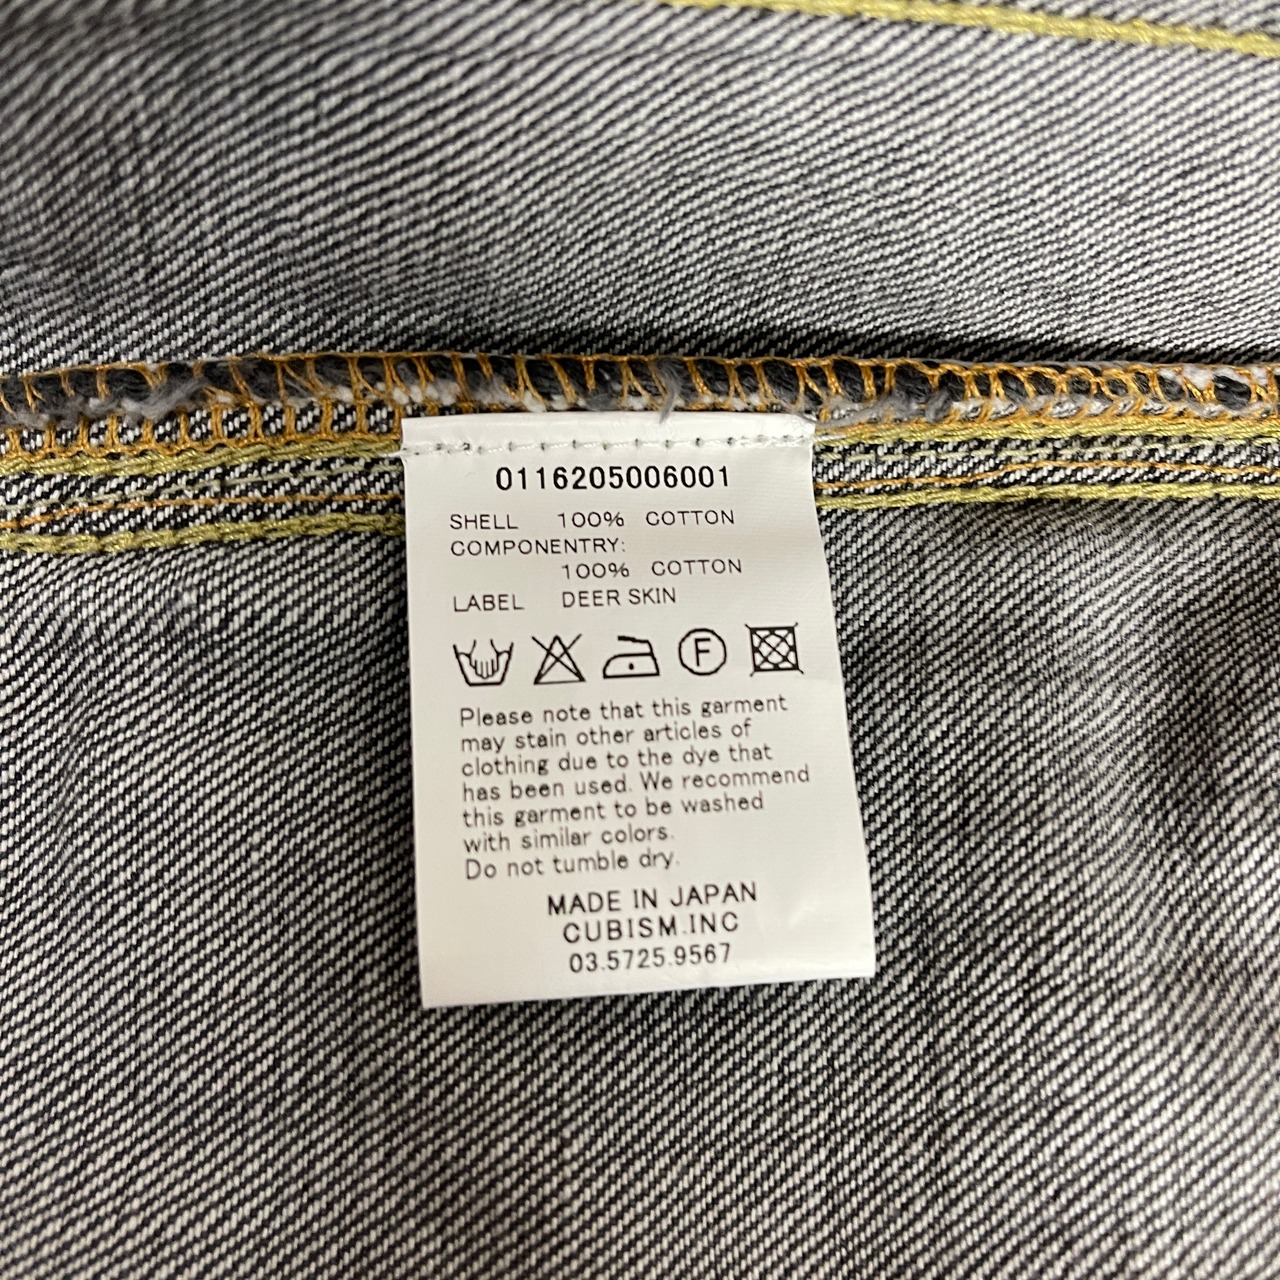 0116205006001
SHELL 100% COTTON
COMPONENTRY:
100% COTTON
LABEL DEER SKIN
F
Please note that this garment
may stain other articles of
clothing due to the dye that
has been used. We recommend
this garment to be washed
with similar colors.
Do not tumble dry.
MADE IN JAPAN
CUBISM.INC
03.5725.9567